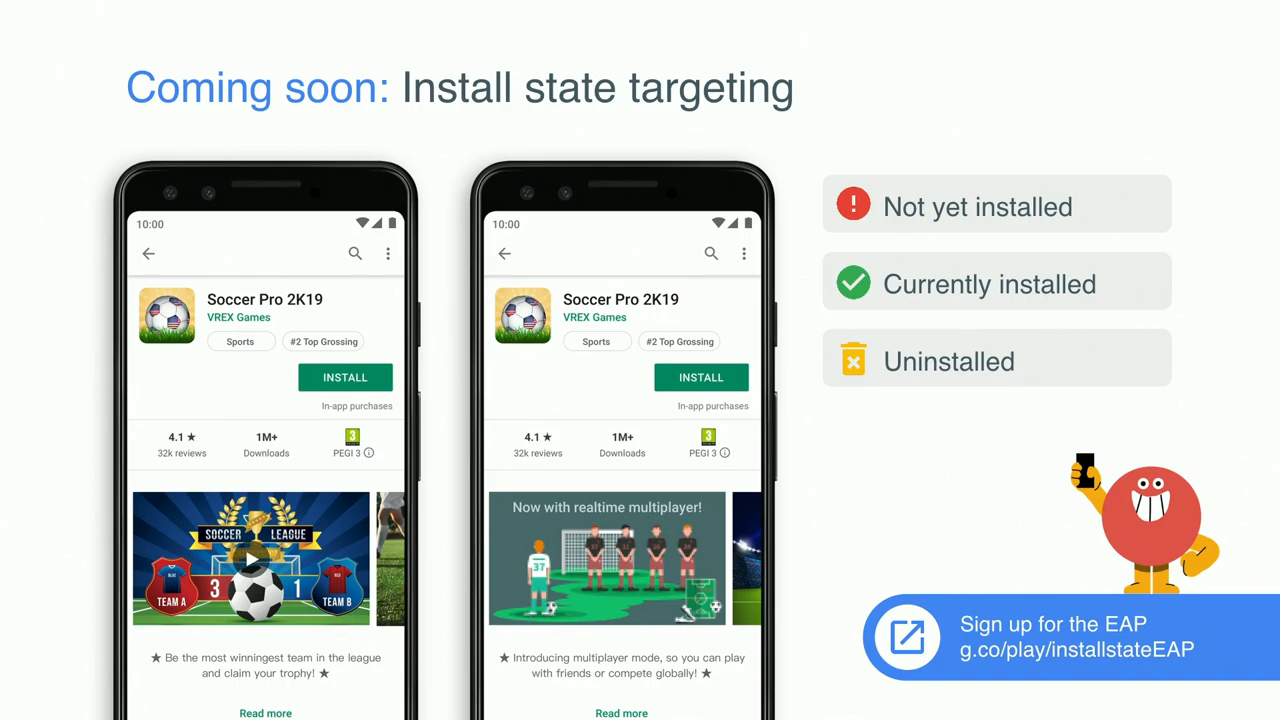 Coming soon: Install state targeting
10:00
Soccer Pro 2K19
VREX Games
Sports
#2 Top Grossing
INSTALL
In-app purchases
4.1 ★
1M+
3
32k reviews
Downloads
PEGI 3
SOCCER LEAGUE
BLUE
RED
3
1
TEAM A
TEAM B
★ Be the most winningest team in the league
and claim your trophy! ★
Read more
10:00
Soccer Pro 2K19
VREX Games
Sports
#2 Top Grossing
INSTALL
In-app purchases
4.1 ★
1M+
3
32k reviews
Downloads
PEGI 3
Now with realtime multiplayer!
37
★ Introducing multiplayer mode, so you can play
with friends or compete globally! ★
Read more
Not yet installed
Currently installed
Uninstalled
Sign up for the EAP
g.co/play/installstateEAP